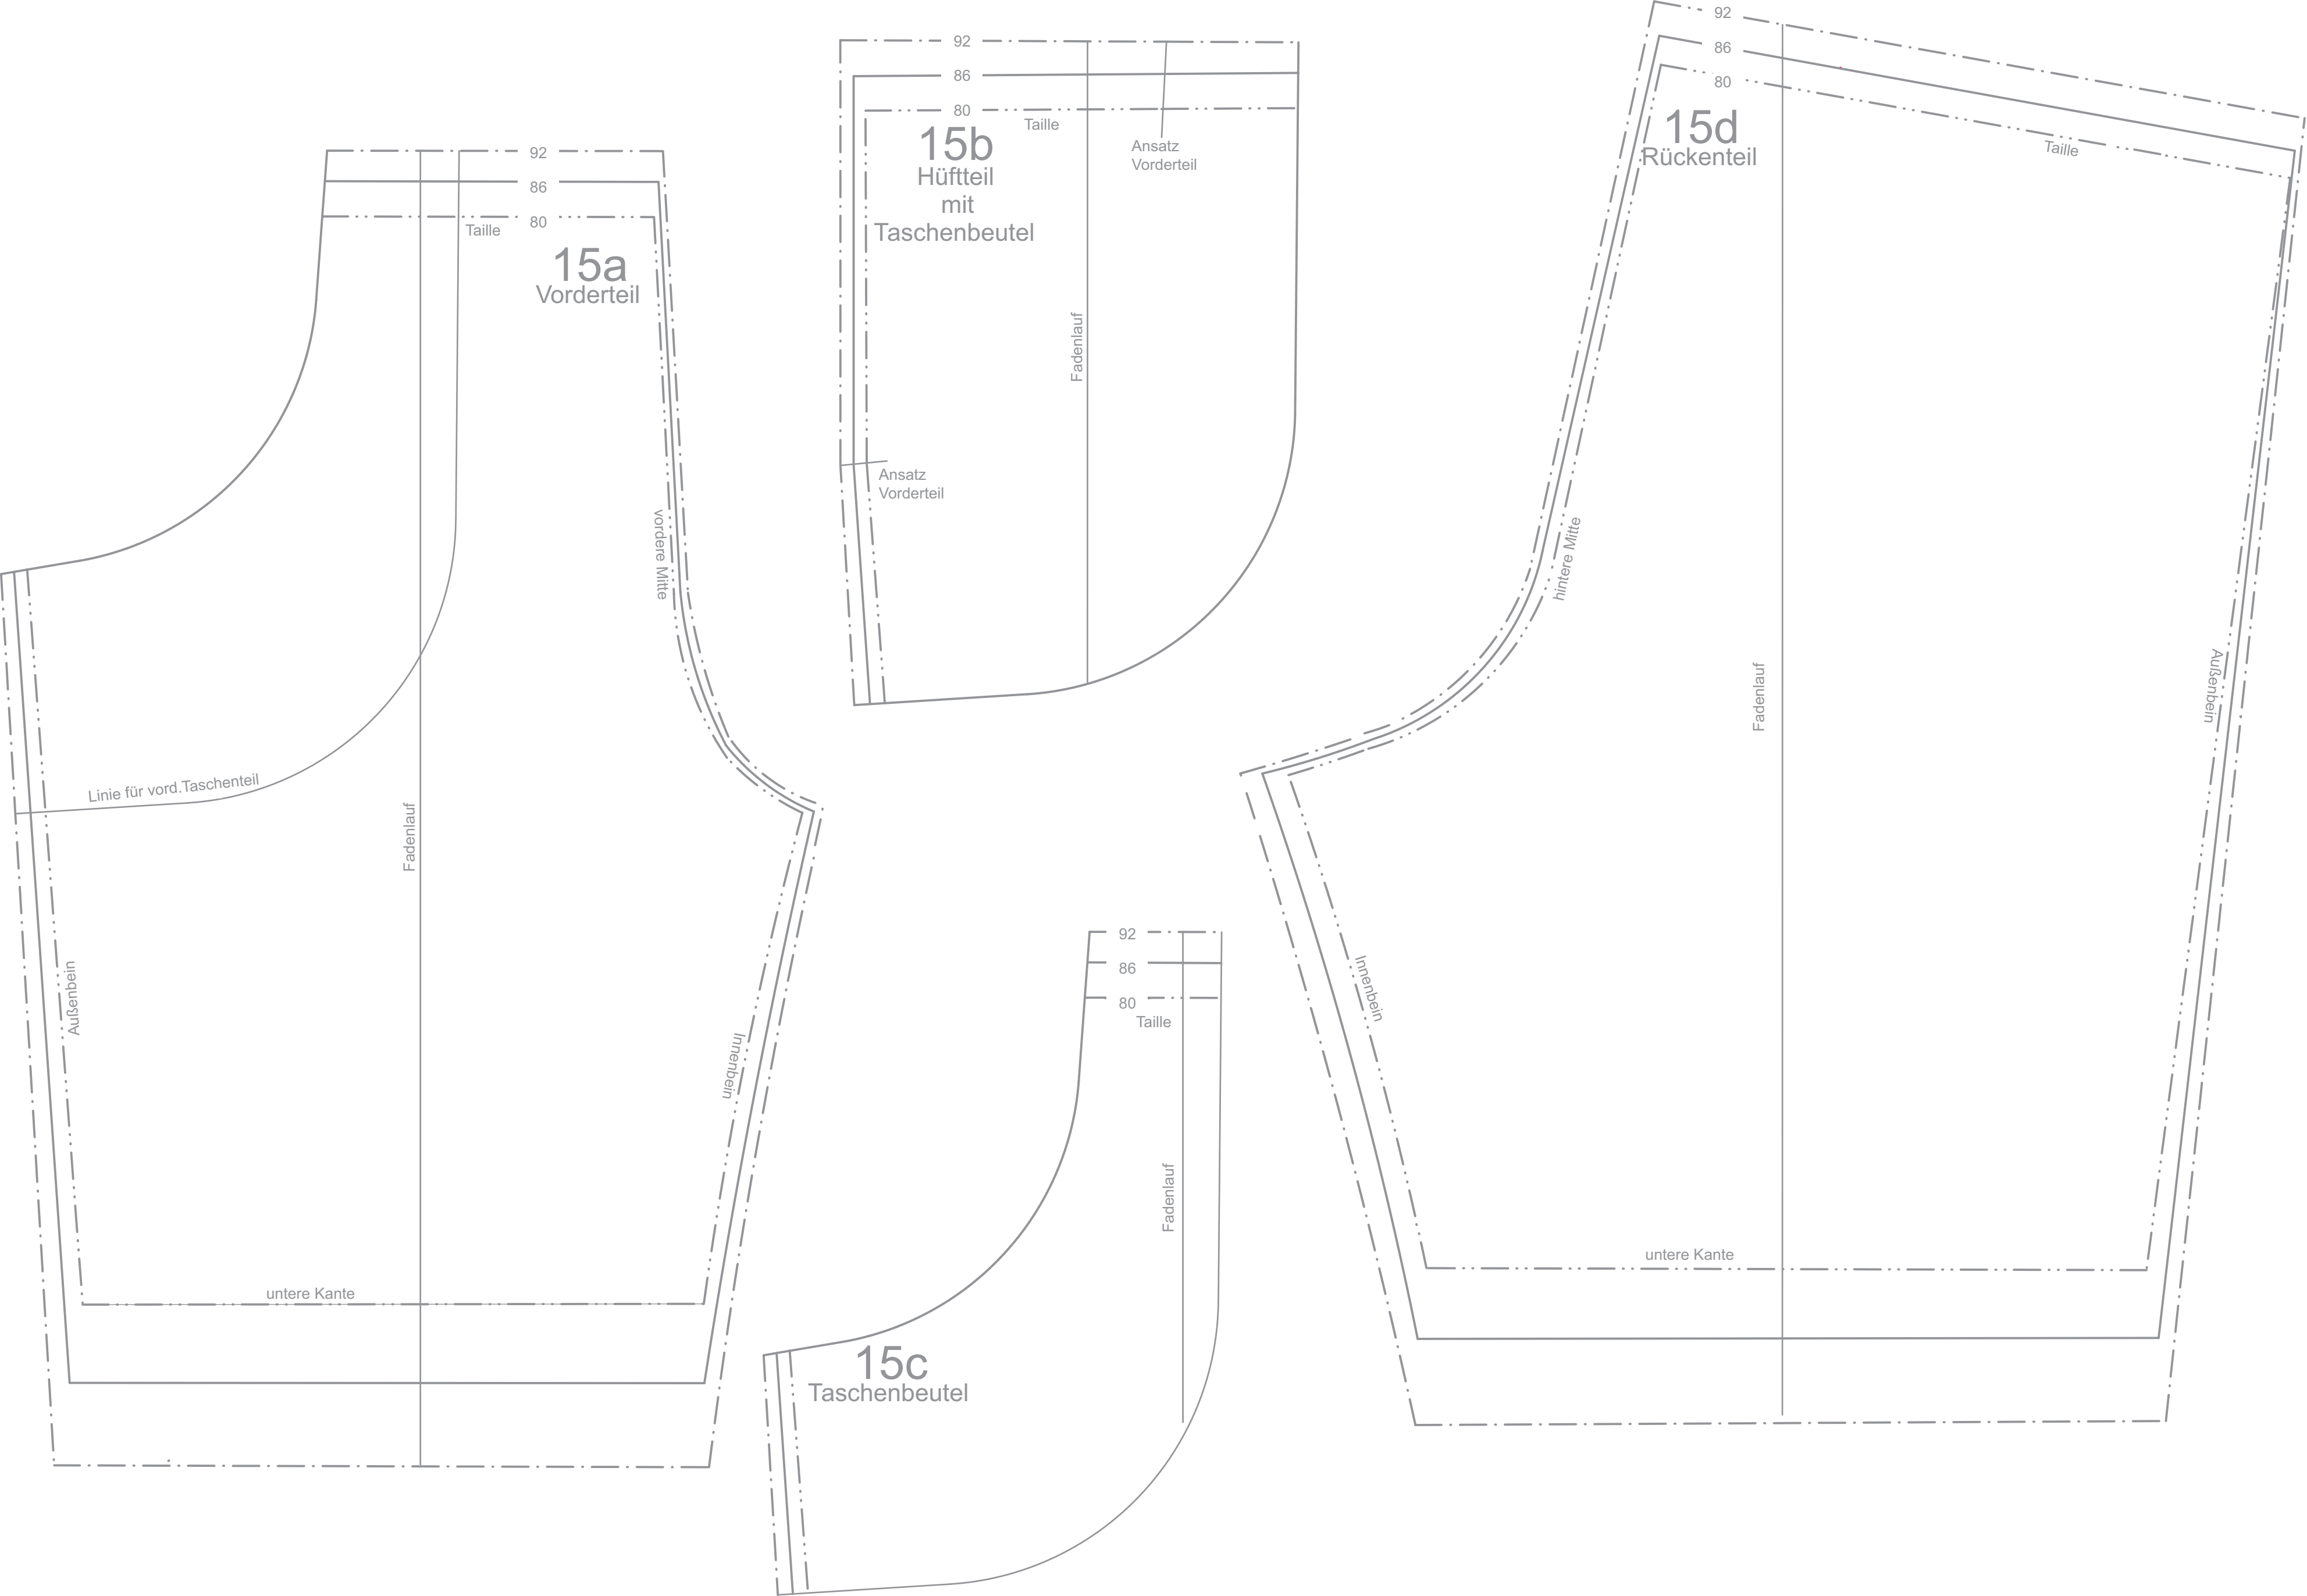 92
86
80
Taille
15a
Vorderteil
vordere Mitte
Linie für vord.Taschenteil
Fadenlauf
Außenbein
Innenbein
untere Kante
92
86
80
Taille
15b
Hüftteil
mit
Taschenbeutel
Ansatz
Vorderteil
Fadenlauf
Ansatz
Vorderteil
92
86
80
Taille
Fadenlauf
15c
Taschenbeutel
92
86
80
15d
Rückenteil
Taille
hintere Mitte
Fadenlauf
Außenbein
Innenbein
untere Kante